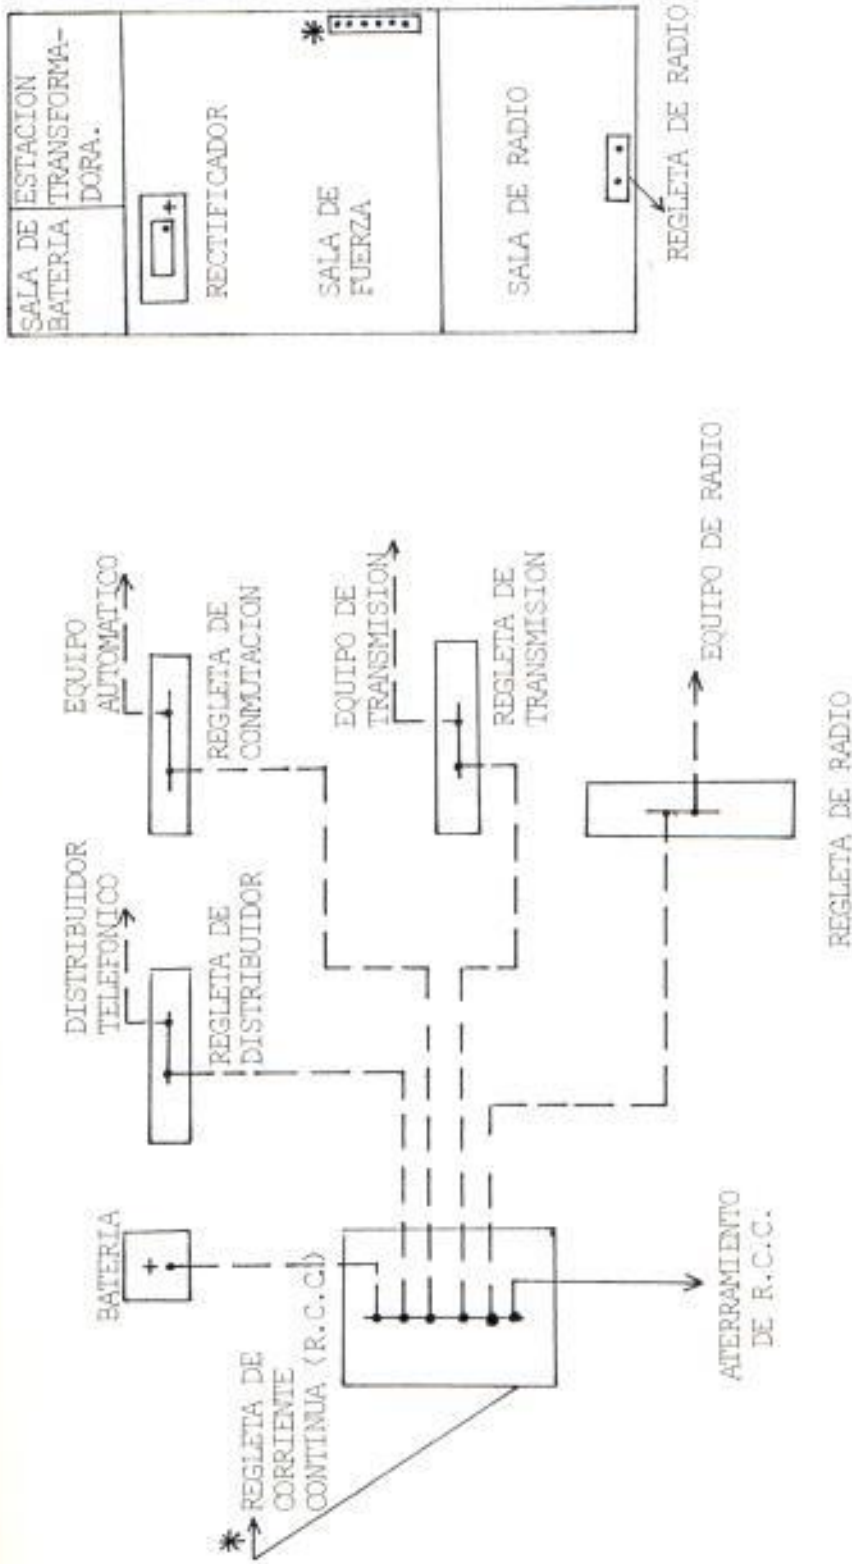 BATERIA
+
DISTRIBUIDOR
TELEFONICO
REGLETA DE
DISTRIBUIDOR
EQUIPO
AUTOMATICO
REGLETA DE
CONMUTACION
EQUIPO DE
TRANSMISION
REGLETA DE
TRANSMISION
* REGLETA DE
CORRIENTE
CONTINUA (R.C.C.)
ATERRAMIENTO
DE R.C.C.
EQUIPO DE RADIO
REGLETA DE RADIO
SALA DE
BATERIA
ESTACION
TRANSFORMA-
DORA.
+
RECTIFICADOR
*
SALA DE
FUERZA
SALA DE RADIO
REGLETA DE RADIO